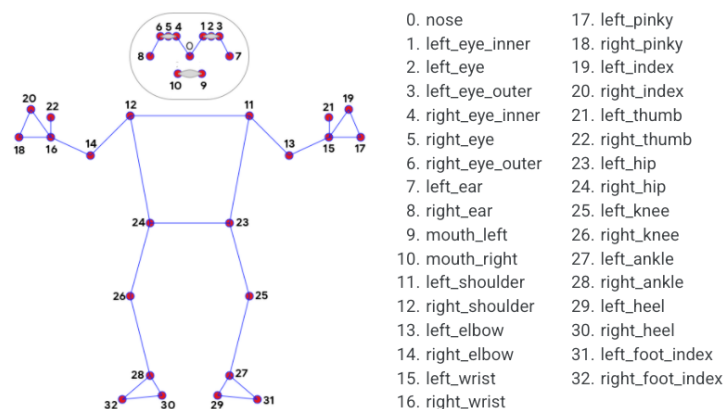 6 5 4 1 2 3
0
8 7
10 9
20 22 12 11 21 19
14 13
18 16 15 17
24 23
26 25
28 27
32 30 29 31
0. nose
1. left_eye_inner
2. left_eye
3. left_eye_outer
4. right_eye_inner
5. right_eye
6. right_eye_outer
7. left_ear
8. right_ear
9. mouth_left
10. mouth_right
11. left_shoulder
12. right_shoulder
13. left_elbow
14. right_elbow
15. left_wrist
16. right_wrist
17. left_pinky
18. right_pinky
19. left_index
20. right_index
21. left_thumb
22. right_thumb
23. left_hip
24. right_hip
25. left_knee
26. right_knee
27. left_ankle
28. right_ankle
29. left_heel
30. right_heel
31. left_foot_index
32. right_foot_index